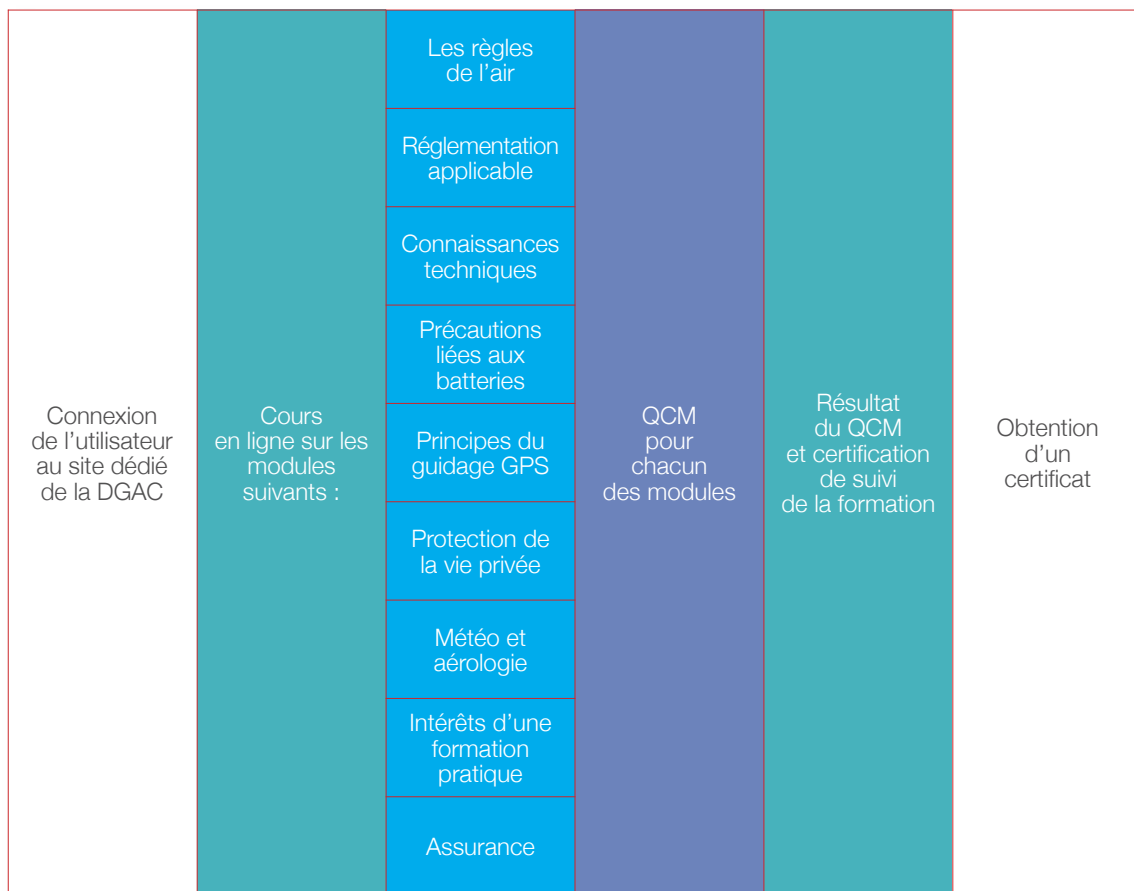 Connexion
de l’utilisateur
au site dédié
de la DGAC
Cours
en ligne sur les
modules
suivants :
Les règles
de l’air
Réglementation
applicable
Connaissances
techniques
Précautions
liées aux
batteries
Principes du
guidage GPS
Protection de
la vie privée
Météo et
aérologie
Intérêts d’une
formation
pratique
Assurance
QCM
pour
chacun
des modules
Résultat
du QCM
et certification
de suivi
de la formation
Obtention
d’un
certificat